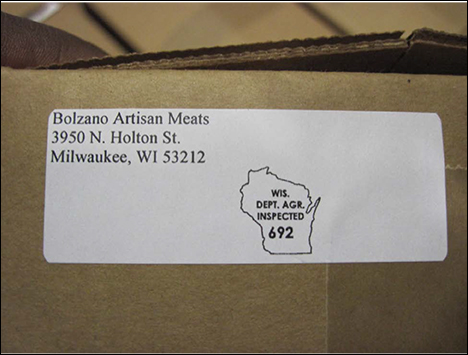 Bolzano Artisan Meats
3950 N. Holton St.
Milwaukee, WI 53212
WIS.
DEPT. AGR.
INSPECTED
692